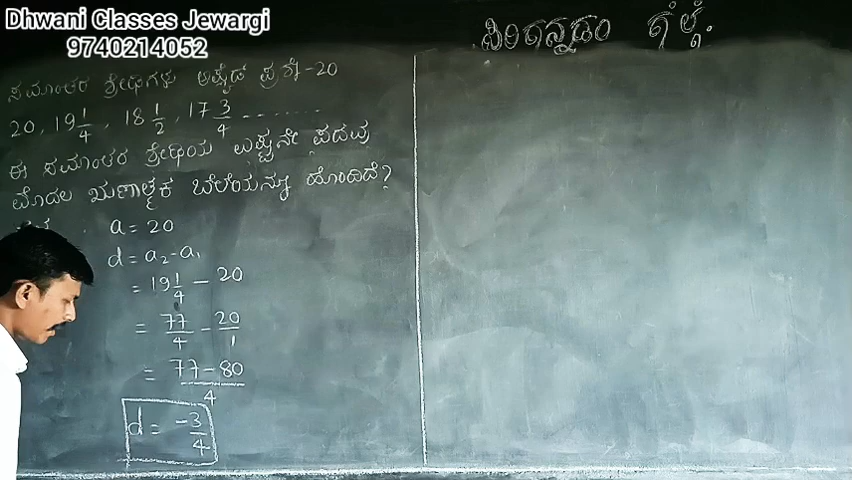 Dhwani Classes Jewargi
9740214052
ಸಿರಿಗನ್ನಡಂ ಗೆಲ್ಗೆ.
ಸಮಾಂತರ ಶ್ರೇಢಿಗಳು ಅಪ್ಲೈಡ್ ಪ್ರಶ್ನೆ-20
20, 19 1/4, 18 1/2, 17 3/4 .......
ಈ ಸಮಾಂತರ ಶ್ರೇಢಿಯ ಎಷ್ಟನೇ ಪದವು
ಮೊದಲ ಋಣಾತ್ಮಕ ಬೆಲೆಯನ್ನು ಹೊಂದಿದೆ?
a = 20
d = a₂ - a₁
= 19 1/4 - 20
= 77/4 - 20/1
= 77 - 80 / 4
d = -3/4